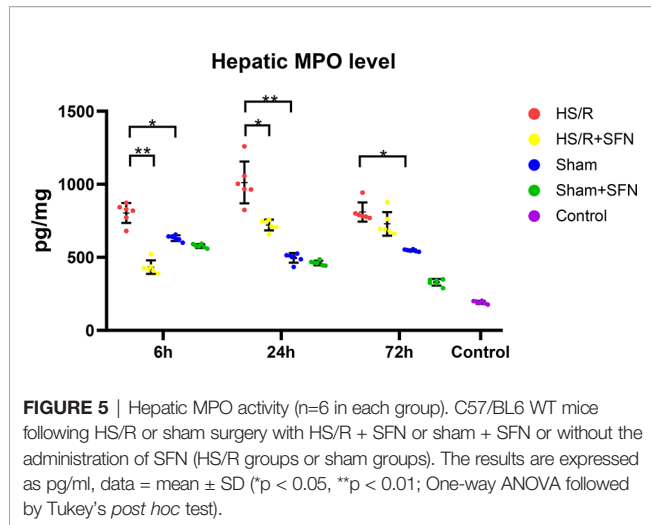 Hepatic MPO level
1500
1000
500
0
pg/mg
**
*
**
*
*
6h
24h
72h
Control
HS/R
HS/R+SFN
Sham
Sham+SFN
Control
FIGURE 5 | Hepatic MPO activity (n=6 in each group). C57/BL6 WT mice
following HS/R or sham surgery with HS/R + SFN or sham + SFN or without the
administration of SFN (HS/R groups or sham groups). The results are expressed
as pg/ml, data = mean ± SD (*p < 0.05, **p < 0.01; One-way ANOVA followed
by Tukey's post hoc test).